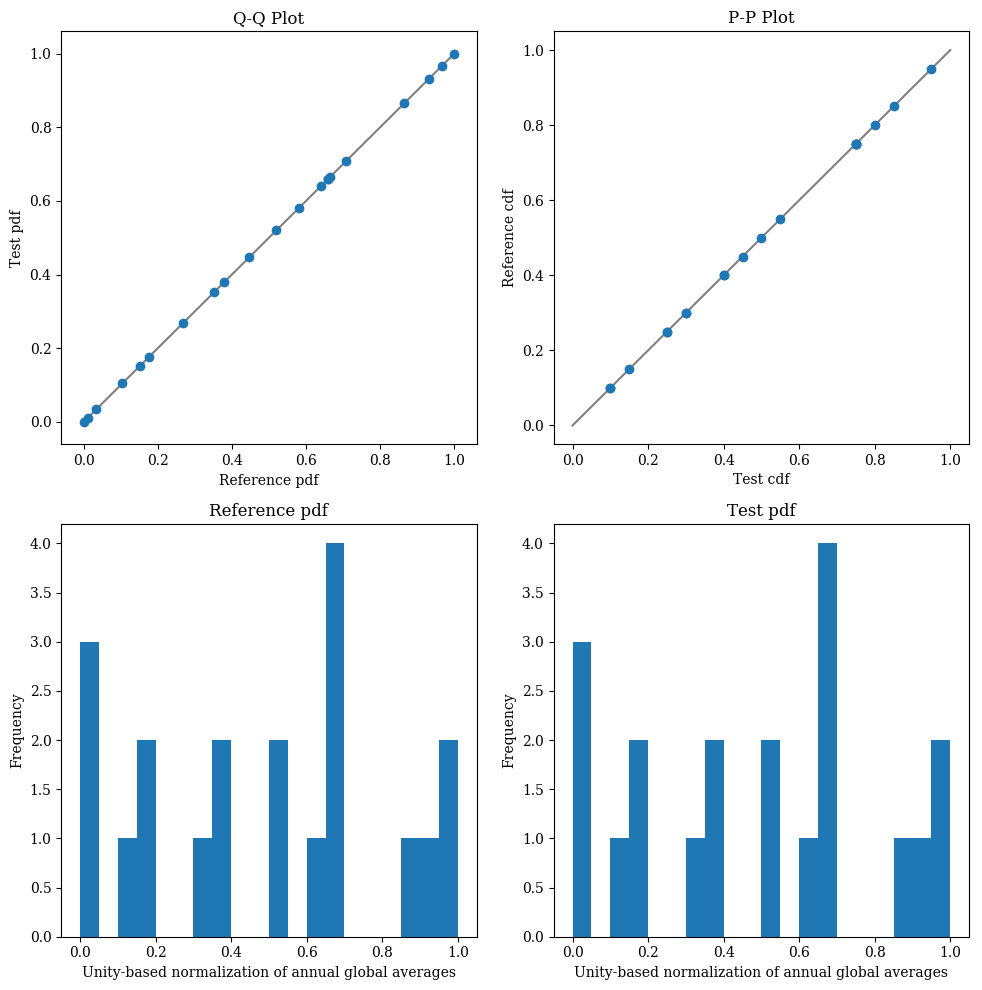 Q-Q Plot
1.0
0.8
0.6
0.4
0.2
0.0
Test pdf
0.0 0.2 0.4 0.6 0.8 1.0
Reference pdf
P-P Plot
1.0
0.8
0.6
0.4
0.2
0.0
Reference cdf
0.0 0.2 0.4 0.6 0.8 1.0
Test cdf
Reference pdf
4.0
3.5
3.0
2.5
2.0
1.5
1.0
0.5
0.0
Frequency
0.0 0.2 0.4 0.6 0.8 1.0
Unity-based normalization of annual global averages
Test pdf
4.0
3.5
3.0
2.5
2.0
1.5
1.0
0.5
0.0
Frequency
0.0 0.2 0.4 0.6 0.8 1.0
Unity-based normalization of annual global averages